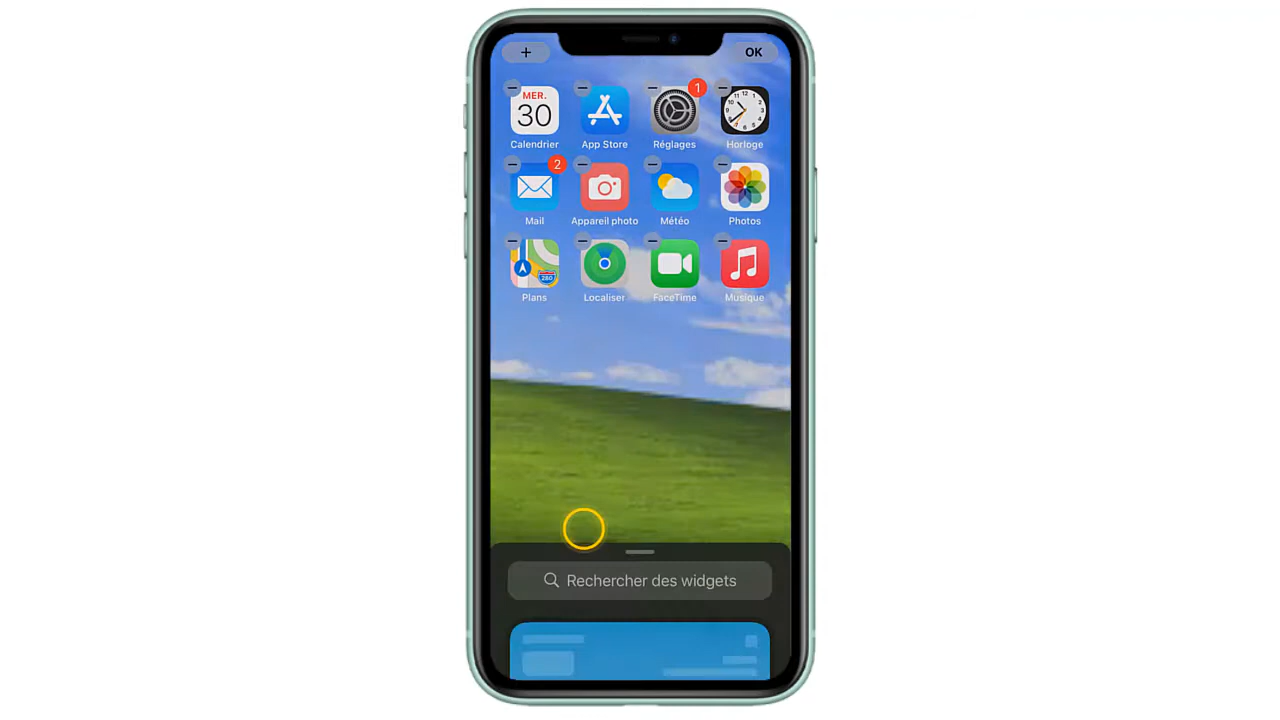 + OK
MER.
30
1
Calendrier App Store Réglages Horloge
2
Mail Appareil photo Météo Photos
280
Plans Localiser FaceTime Musique
Rechercher des widgets